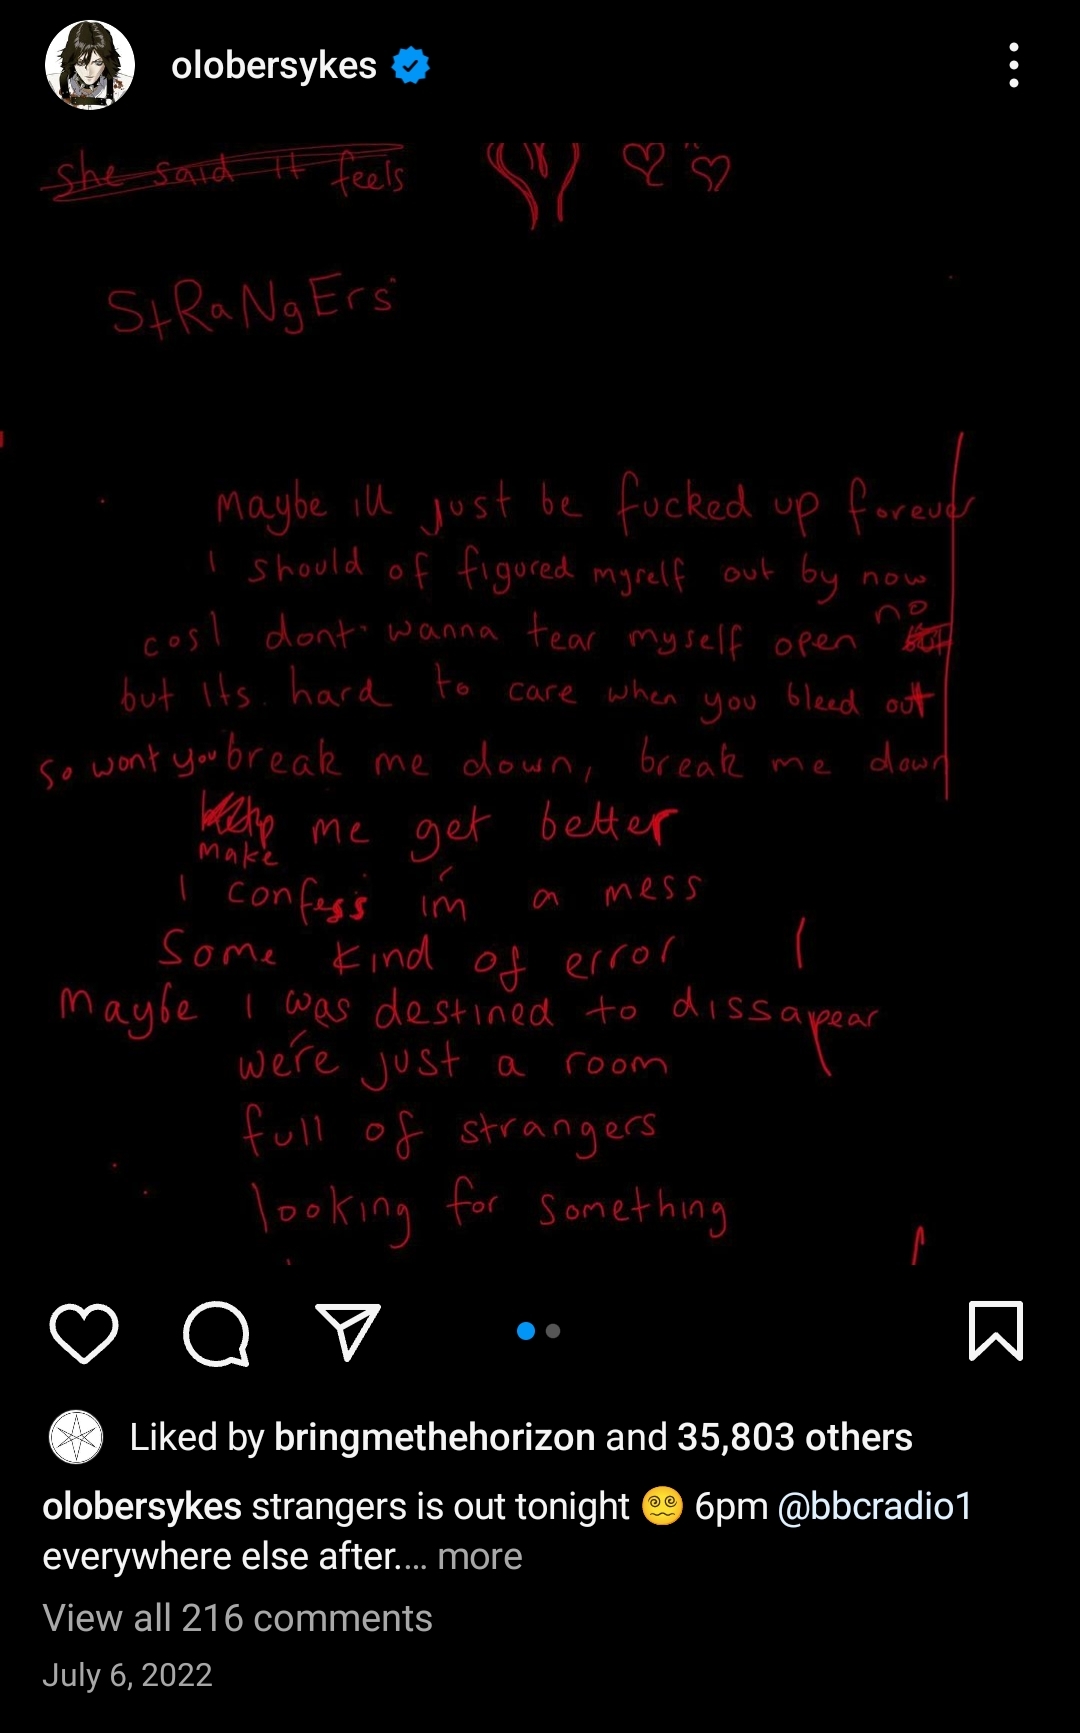 olobersykes
she said it feels
StRaNgErs
Maybe ill just be fucked up forever
I should of figured myself out by now
no
cos I dont wanna tear myself open but
but its hard to care when you bleed out
so wont you break me down, break me down
Help me get better
make
I confess i'm a mess
Some kind of error
Maybe I was destined to dissapear
we're just a room
full of strangers
looking for something
Liked by bringmethehorizon and 35,803 others
olobersykes strangers is out tonight 😵‍💫 6pm @bbcradio1
everywhere else after.... more
View all 216 comments
July 6, 2022